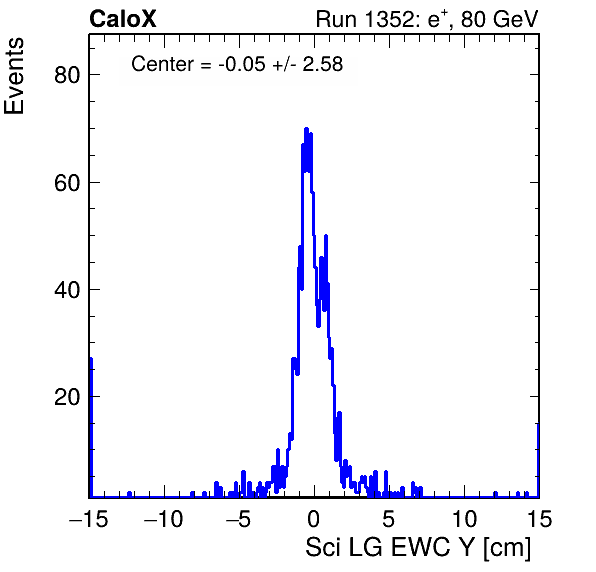 CaloX Run 1352: e+, 80 GeV
Center = -0.05 +/- 2.58
Events
80
60
40
20
−15 −10 −5 0 5 10 15
Sci LG EWC Y [cm]